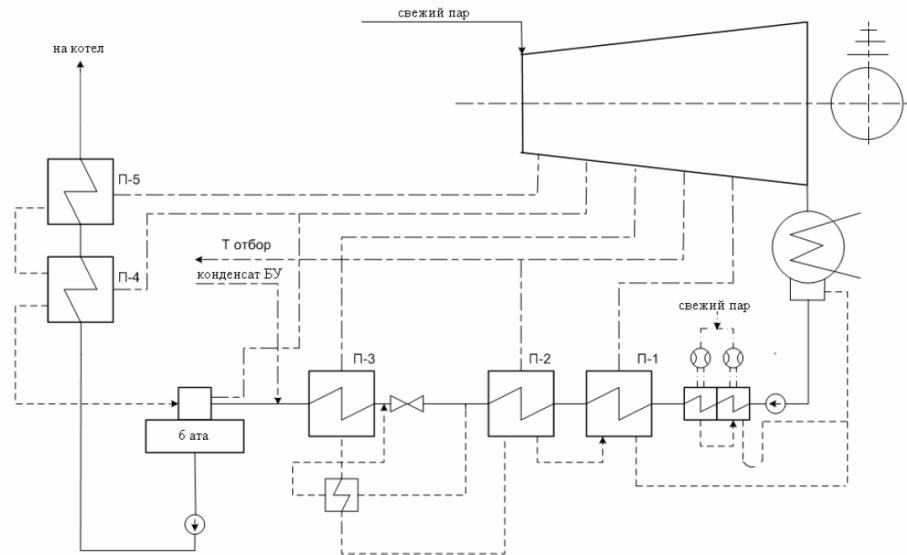 свежий пар
на котел
П-5
Т отбор
П-4
конденсат БУ
свежий пар
П-3
П-2
П-1
6 ата